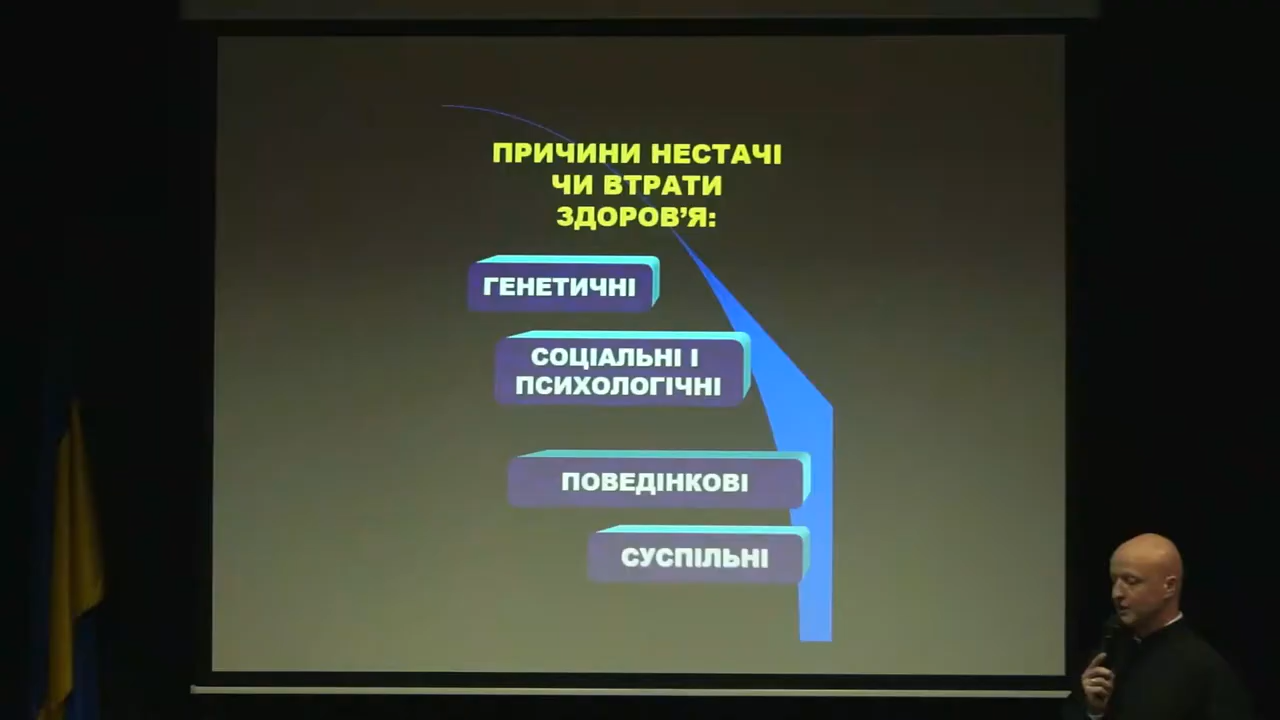 ПРИЧИНИ НЕСТАЧІ
ЧИ ВТРАТИ
ЗДОРОВ’Я:
ГЕНЕТИЧНІ
СОЦІАЛЬНІ І
ПСИХОЛОГІЧНІ
ПОВЕДІНКОВІ
СУСПІЛЬНІ